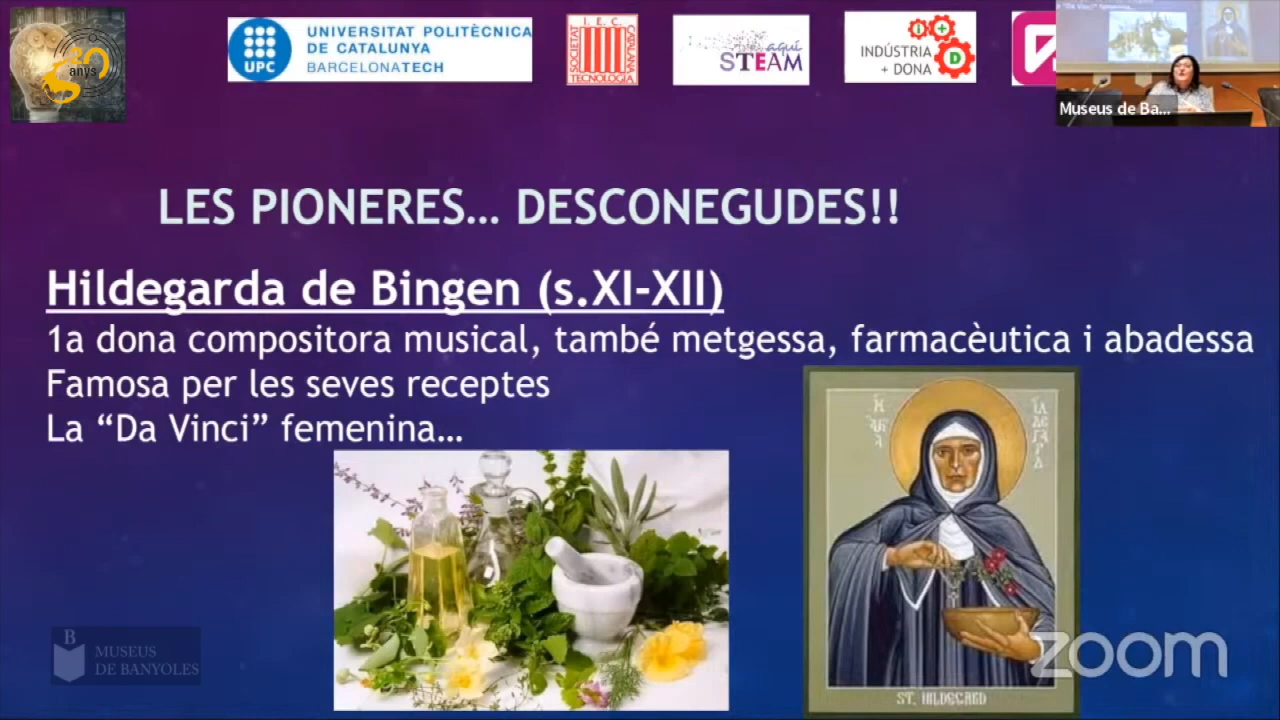 30
anys
UPC
UNIVERSITAT POLITÈCNICA
DE CATALUNYA
BARCELONATECH
I. E. C.
SOCIETAT
CATALANA
TECNOLOGIA
aquí
STEAM
INDÚSTRIA
+ DONA
i
D
Museus de Ba...
LES PIONERES... DESCONEGUDES!!
Hildegarda de Bingen (s.XI-XII)
1a dona compositora musical, també metgessa, farmacèutica i abadessa
Famosa per les seves receptes
La “Da Vinci” femenina...
ST. HILDEGARD
B
MUSEUS
DE BANYOLES
zoom